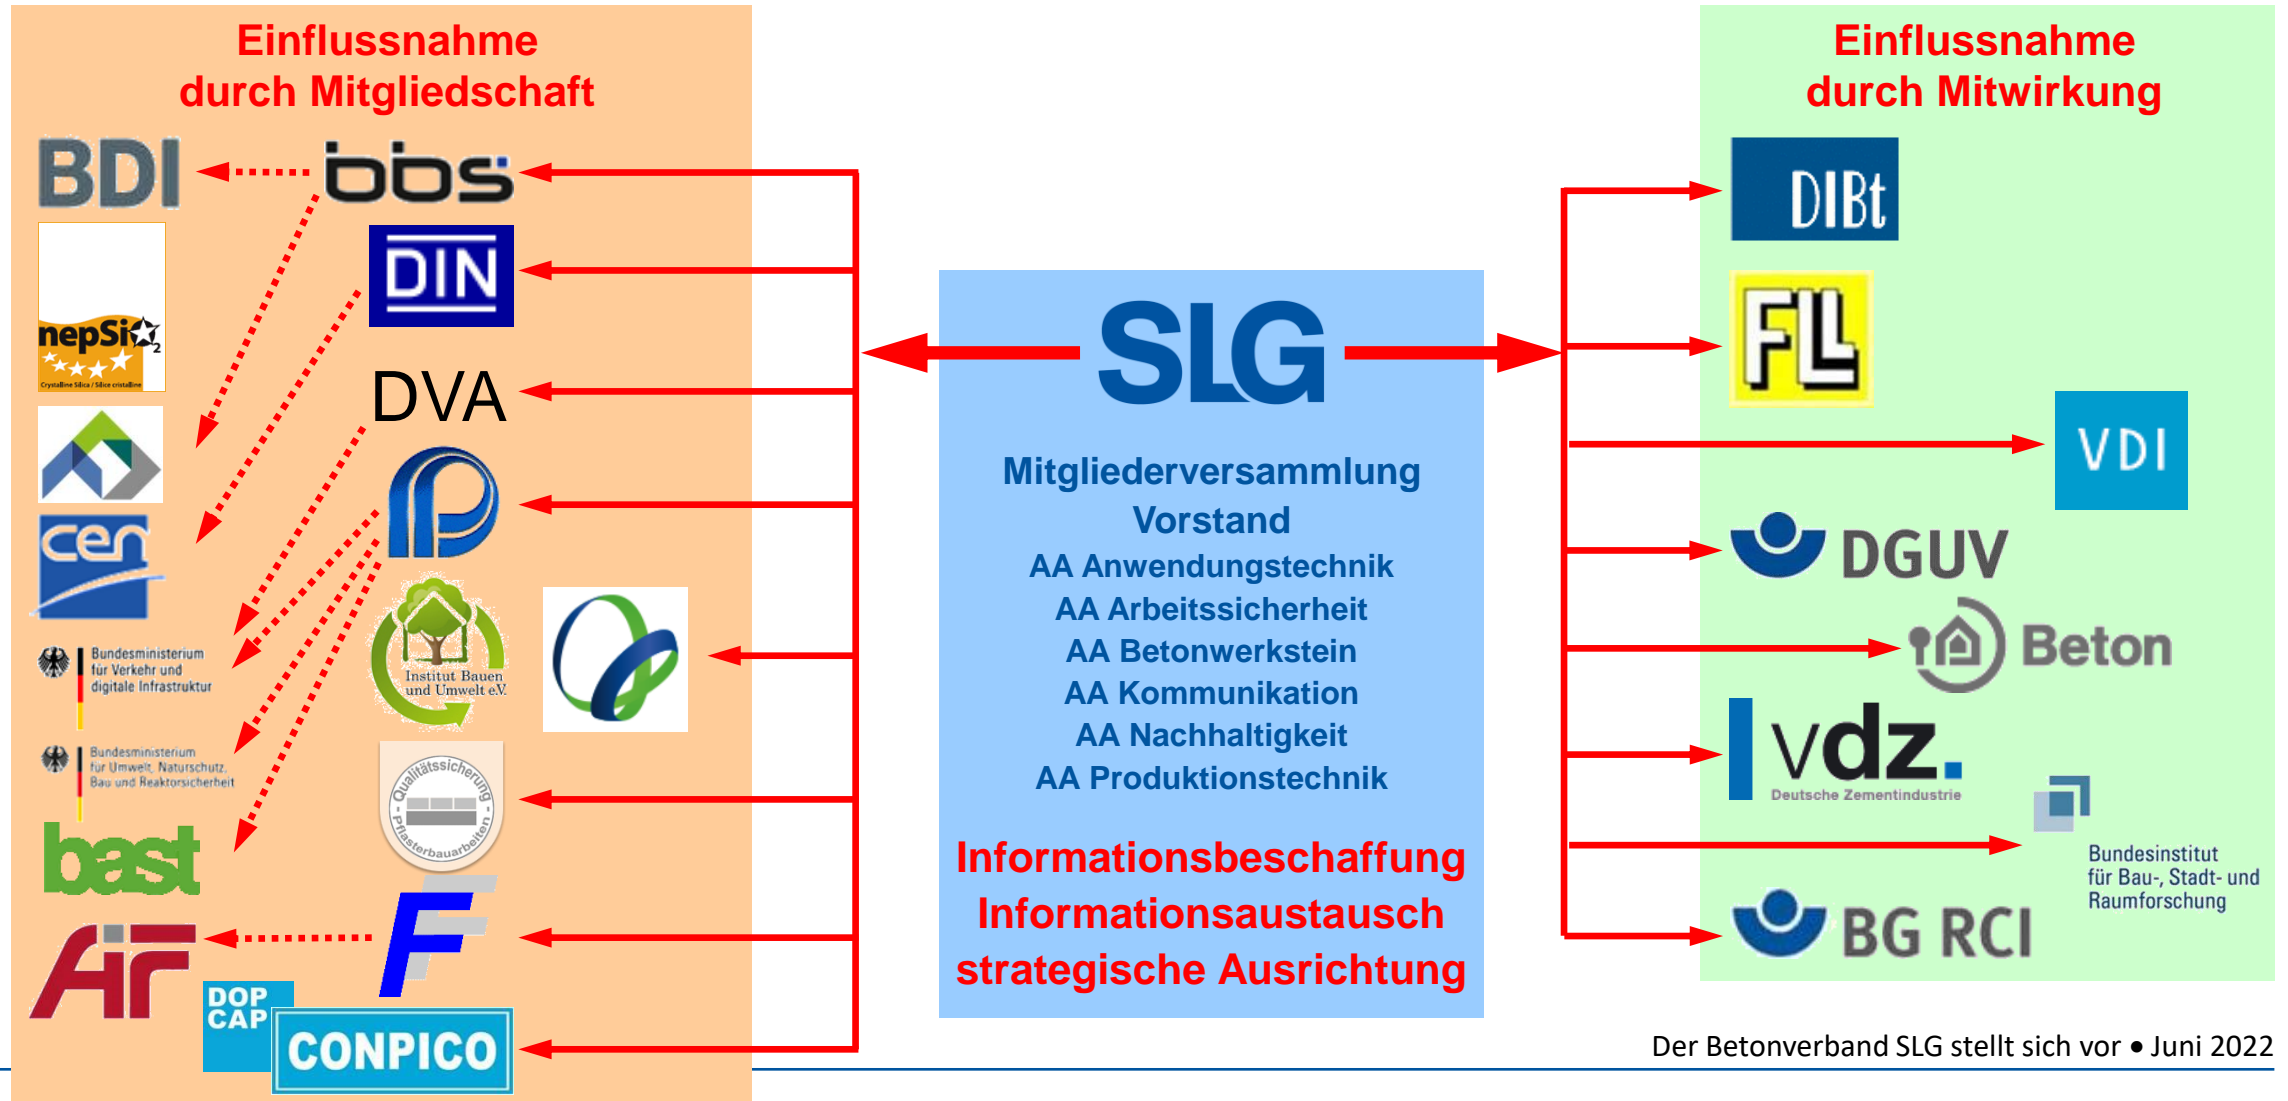 Einflussnahme
durch Mitgliedschaft
BDI
bbs
nepSi
2
Crystalline Silica / Silice cristalline
DIN
DVA
cen
Bundesministerium
für Verkehr und
digitale Infrastruktur
Institut Bauen
und Umwelt e.V.
Bundesministerium
für Umwelt, Naturschutz,
Bau und Reaktorsicherheit
- Qualitätssicherung -
Pflasterbauarbeiten
bast
AiF
F
DOP
CAP
CONPICO
SLG
Mitgliederversammlung
Vorstand
AA Anwendungstechnik
AA Arbeitssicherheit
AA Betonwerkstein
AA Kommunikation
AA Nachhaltigkeit
AA Produktionstechnik
Informationsbeschaffung
Informationsaustausch
strategische Ausrichtung
Einflussnahme
durch Mitwirkung
DIBt
FLL
VDI
DGUV
Beton
vdz.
Deutsche Zementindustrie
Bundesinstitut
für Bau-, Stadt- und
Raumforschung
BG RCI
Der Betonverband SLG stellt sich vor • Juni 2022